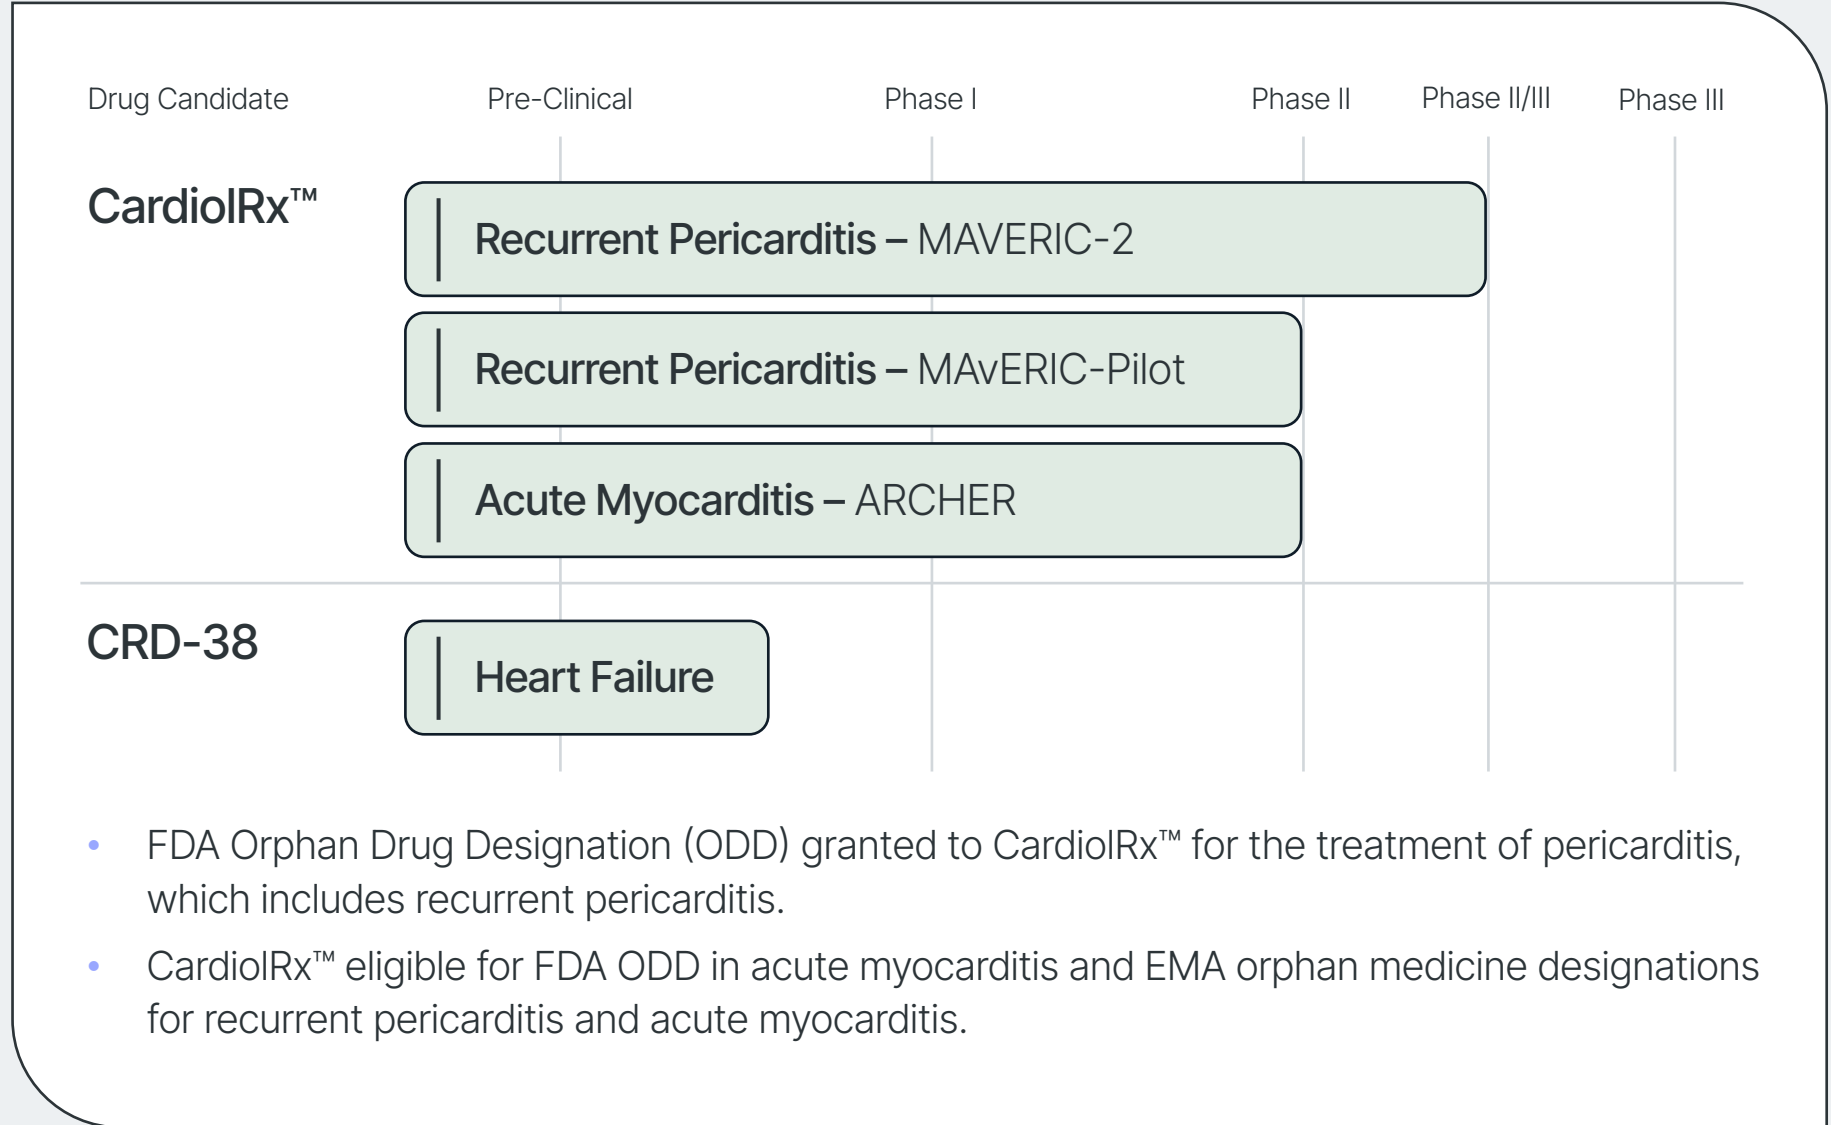 Drug Candidate Pre-Clinical Phase I Phase II Phase II/III Phase III
CardiolRx™
Recurrent Pericarditis – MAVERIC-2
Recurrent Pericarditis – MAvERIC-Pilot
Acute Myocarditis – ARCHER
CRD-38
Heart Failure
• FDA Orphan Drug Designation (ODD) granted to CardiolRx™ for the treatment of pericarditis,
which includes recurrent pericarditis.
• CardiolRx™ eligible for FDA ODD in acute myocarditis and EMA orphan medicine designations
for recurrent pericarditis and acute myocarditis.